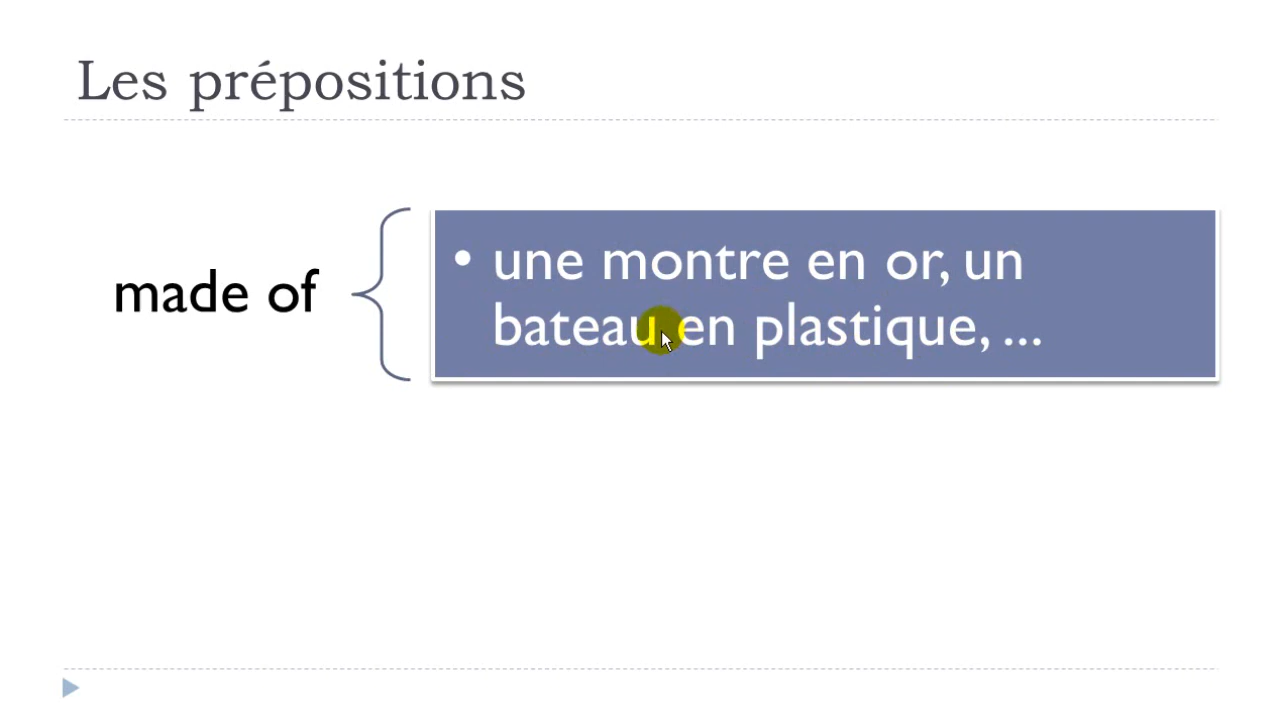 Les prépositions
made of
• une montre en or, un
bateau en plastique, ...